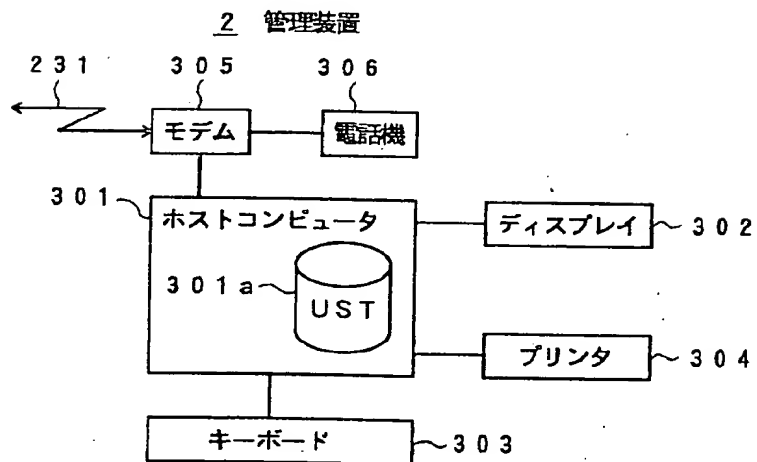 2 管理装置
231
305
306
モデム
電話機
301
ホストコンピュータ
ディスプレイ
302
301a
UST
プリンタ
304
キーボード
303